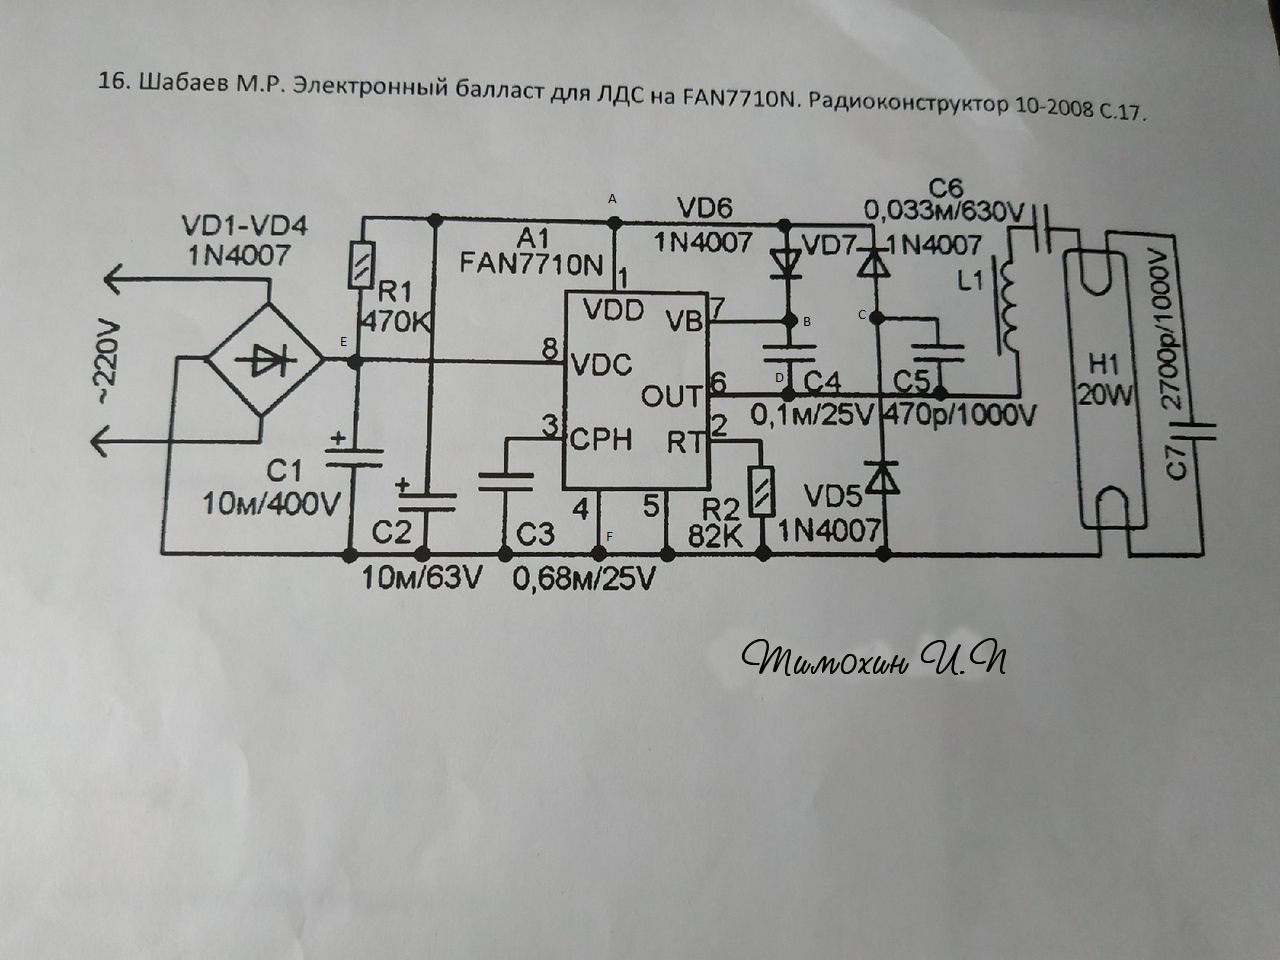 16. Шабаев М.Р. Электронный балласт для ЛДС на FAN7710N. Радиоконструктор 10-2008 С.17.
VD1-VD4
1N4007
~220V
R1
470K
A
A1
FAN7710N
1
VDD
VB
7
VD6
1N4007
VD7
1N4007
C6
0,033м/630V
L1
E
8
VDC
B
C
D
OUT
6
C4
0,1м/25V
C5
470p/1000V
H1
20W
C7
2700p/1000V
3
CPH
RT
2
+
C1
10м/400V
+
C2
10м/63V
C3
0,68м/25V
4
F
5
R2
82K
VD5
1N4007
Тимохин И.П